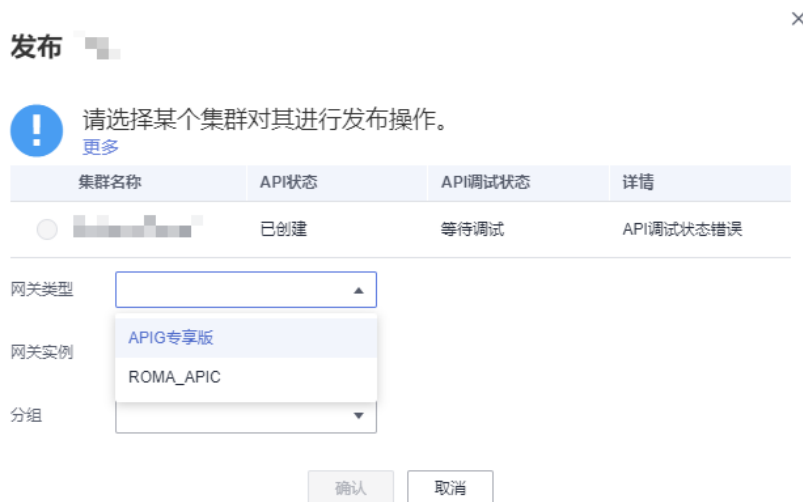 发布
请选择某个集群对其进行发布操作。
更多
集群名称 API状态 API调试状态 详情
已创建 等待调试 API调试状态错误
网关类型
APIG专享版
网关实例
ROMA_APIC
分组
确认 取消